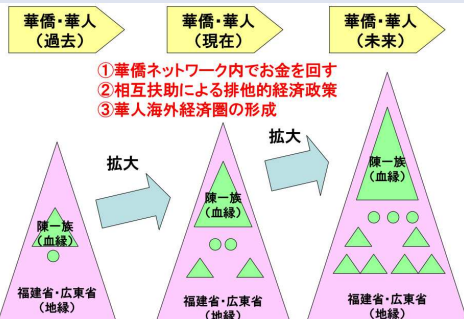 華僑・華人
（過去）
華僑・華人
（現在）
華僑・華人
（未来）
①華僑ネットワーク内でお金を回す
②相互扶助による排他的経済政策
③華人海外経済圏の形成
拡大
拡大
陳一族
（血縁）
陳一族
（血縁）
陳一族
（血縁）
福建省・広東省
（地縁）
福建省・広東省
（地縁）
福建省・広東省
（地縁）